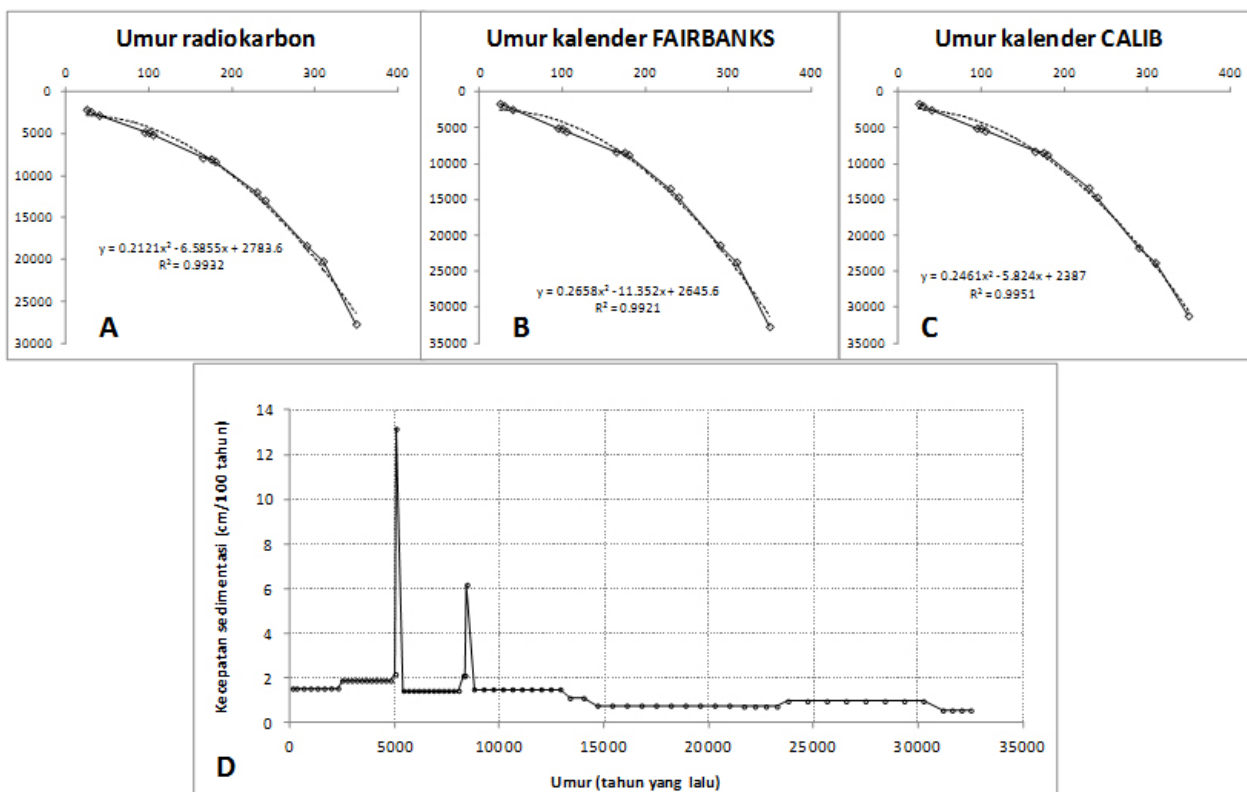 Umur radiokarbon
0 100 200 300 400
0
5000
10000
15000
20000
25000
30000
y = 0.2121x² - 6.5855x + 2783.6
R² = 0.9932
A
Umur kalender FAIRBANKS
0 100 200 300 400
0
5000
10000
15000
20000
25000
30000
35000
y = 0.2658x² - 11.352x + 2645.6
R² = 0.9921
B
Umur kalender CALIB
0 100 200 300 400
0
5000
10000
15000
20000
25000
30000
35000
y = 0.2461x² - 5.824x + 2387
R² = 0.9951
C
Kecepatan sedimentasi (cm/100 tahun)
14
12
10
8
6
4
2
0
0 5000 10000 15000 20000 25000 30000 35000
D
Umur (tahun yang lalu)